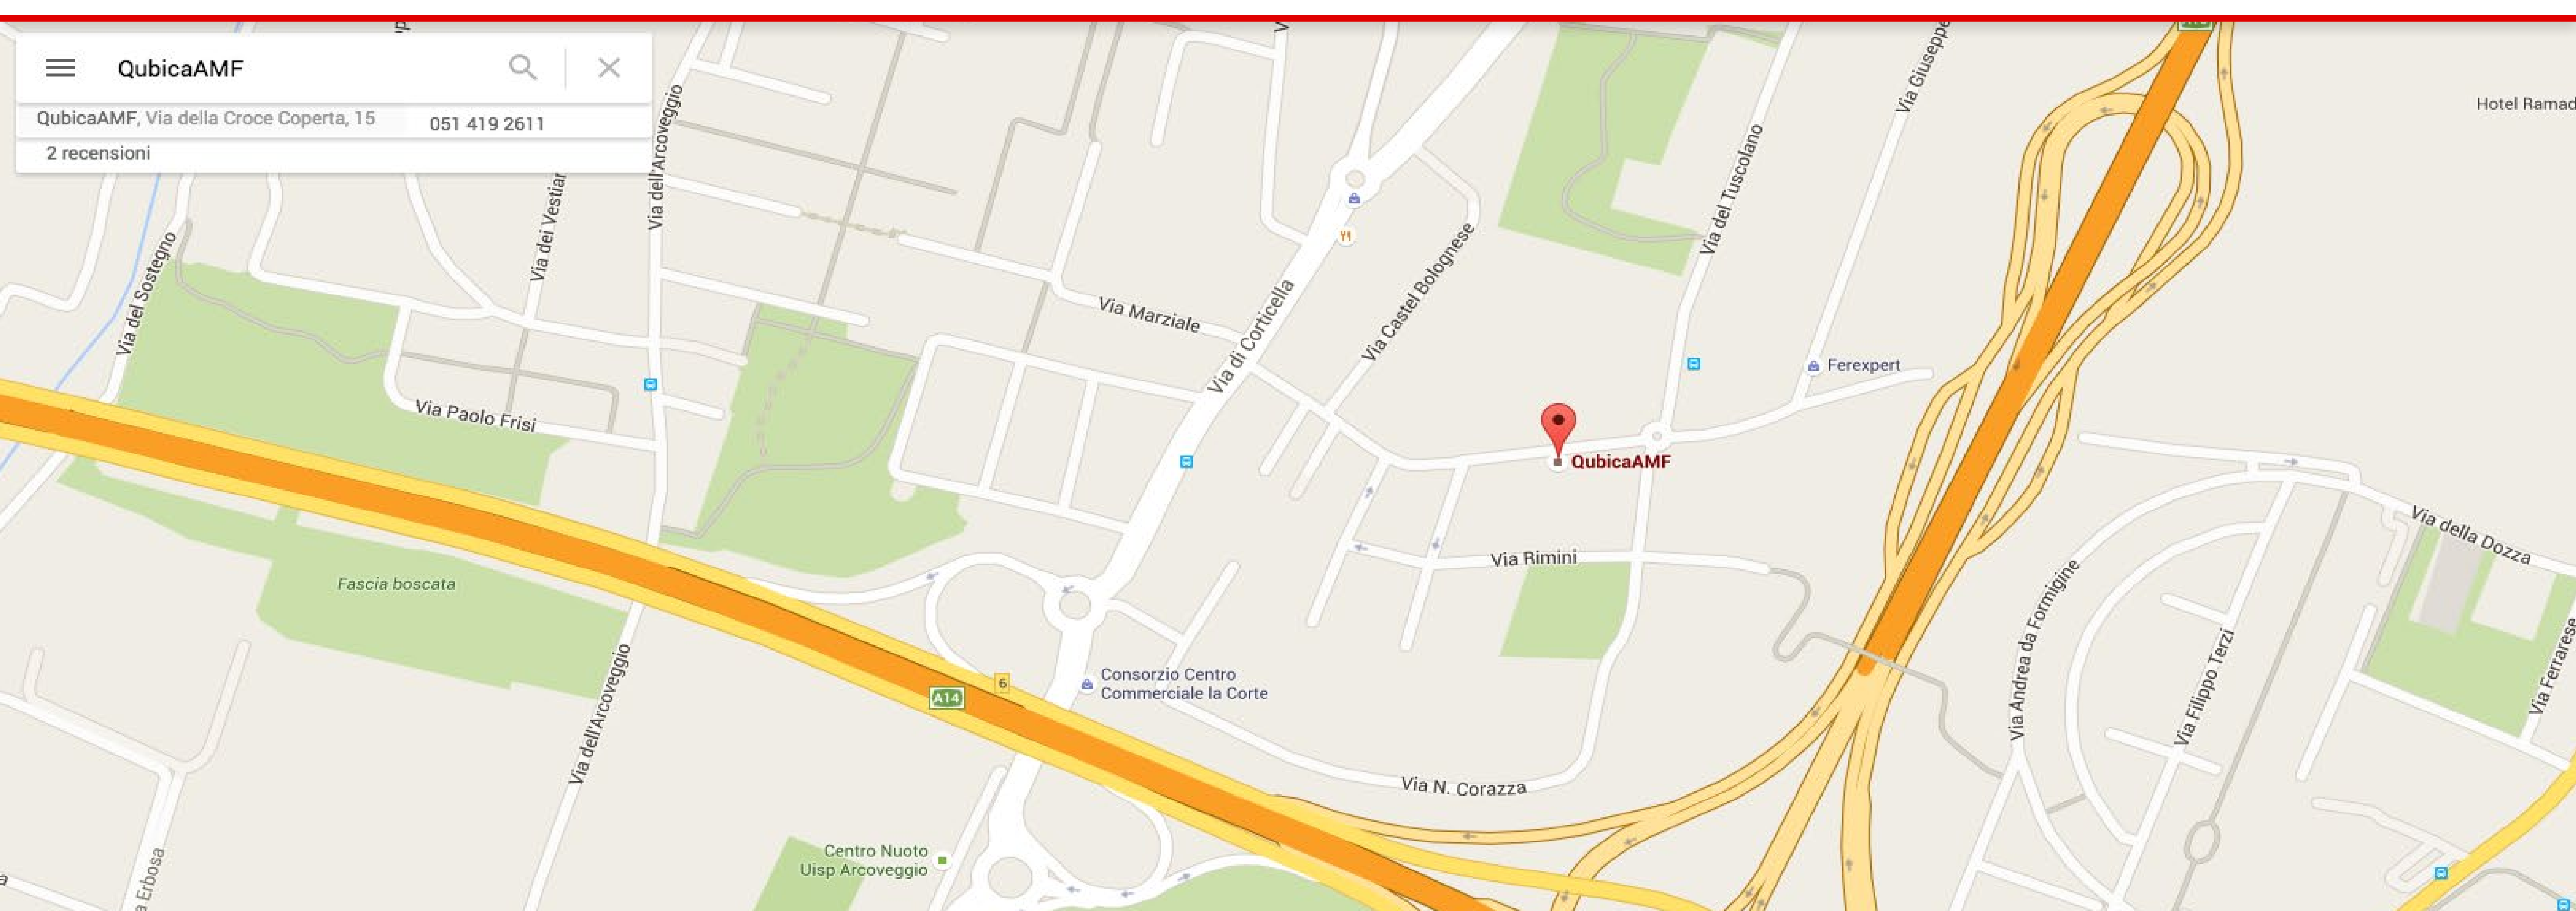 QubicaAMF
QubicaAMF, Via della Croce Coperta, 15
051 419 2611
2 recensioni
Via dell'Arcoveggio
Via Giuseppe
Hotel Ramad
Via del Tuscolano
Via dei Vestiar
Via del Sostegno
Via Castel Bolognese
Via di Corticella
Via Marziale
Ferexpert
Via Paolo Frisi
QubicaAMF
Via della Dozza
Via Rimini
Fascia boscata
Via Andrea da Formigine
Via Filippo Terzi
Via Ferrarese
Via dell'Arcoveggio
Consorzio Centro
Commerciale la Corte
6
A14
Via N. Corazza
Centro Nuoto
Uisp Arcoveggio
a Erbosa